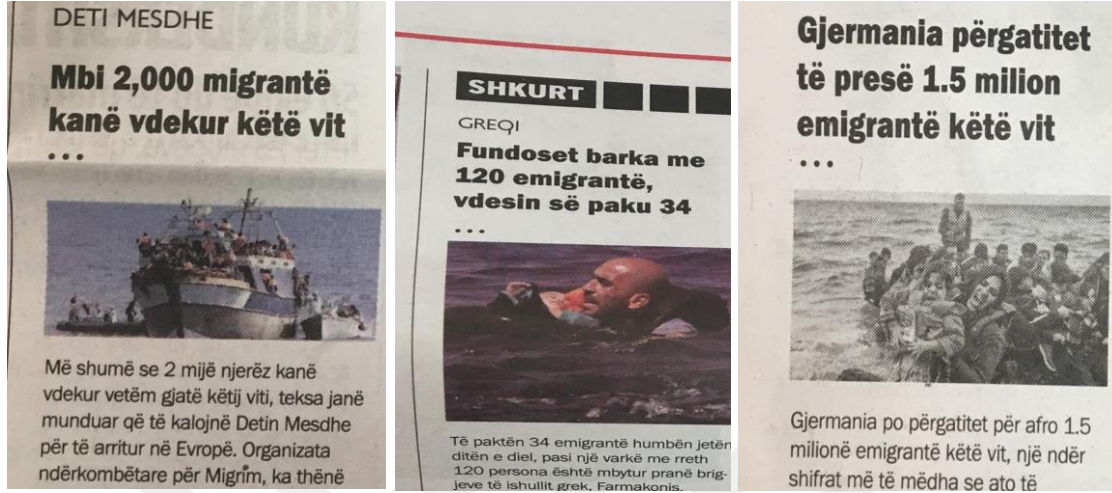 DETI MESDHE
Mbi 2,000 migrantë
kanë vdekur këtë vit
...
Më shumë se 2 mijë njerëz kanë
vdekur vetëm gjatë këtij viti, teksa janë
munduar që të kalojnë Detin Mesdhe
për të arritur në Evropë. Organizata
ndërkombëtare për Migrim, ka thënë
SHKURT
GREQI
Fundoset barka me
120 emigrantë,
vdesin së paku 34
...
Të paktën 34 emigrantë humbën jetën
ditën e diel, pasi një varkë me rreth
120 persona është mbytur pranë brig-
jeve të ishullit grek, Farmakonis.
Gjermania përgatitet
të presë 1.5 milion
emigrantë këtë vit
...
Gjermania po përgatitet për afro 1.5
milionë emigrantë këtë vit, një ndër
shifrat më të mëdha se ato të